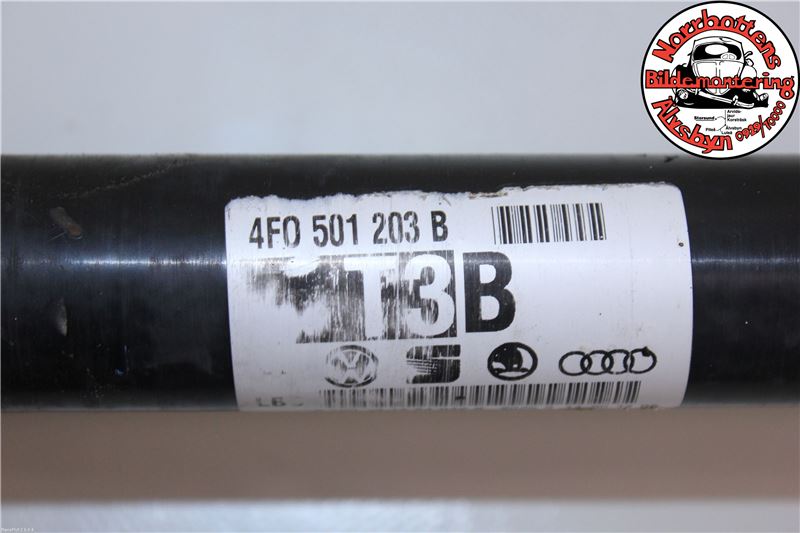 Norrbottens
Bildemontering
Älvsbyn 0929/10000
4F0 501 203 B
T3B